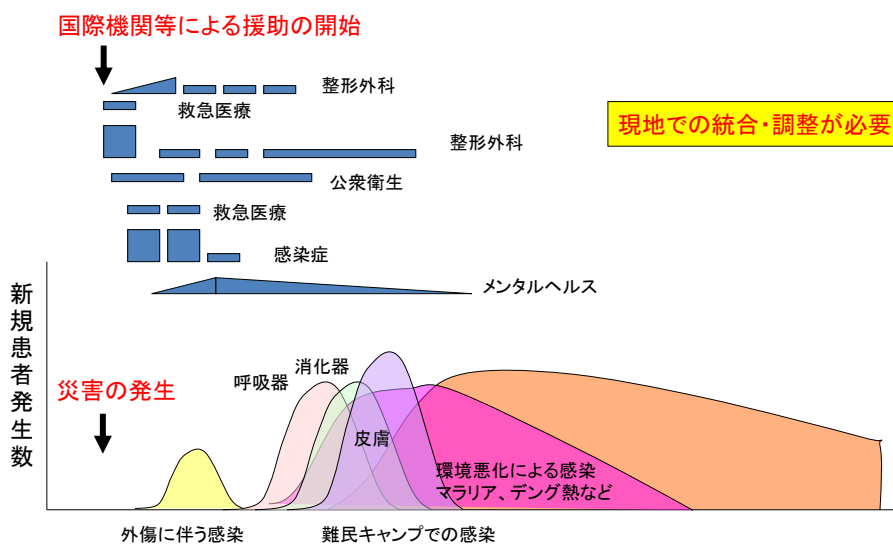 国際機関等による援助の開始
整形外科
救急医療
現地での統合・調整が必要
整形外科
公衆衛生
救急医療
感染症
メンタルヘルス
新規患者発生数
災害の発生
消化器
呼吸器
皮膚
環境悪化による感染
マラリア、デング熱など
外傷に伴う感染
難民キャンプでの感染